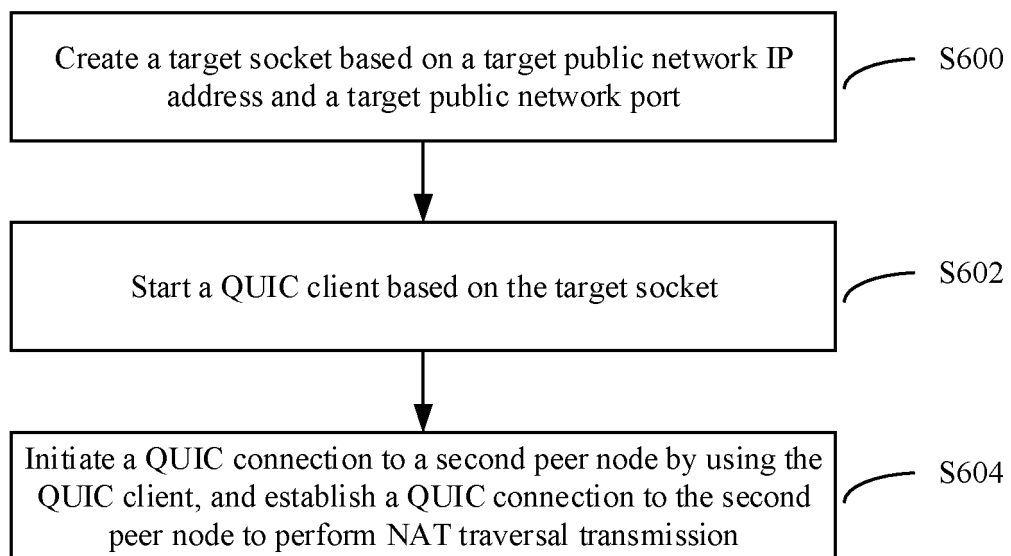 Create a target socket based on a target public network IP
address and a target public network port
S600
Start a QUIC client based on the target socket
S602
Initiate a QUIC connection to a second peer node by using the
QUIC client, and establish a QUIC connection to the second
peer node to perform NAT traversal transmission
S604